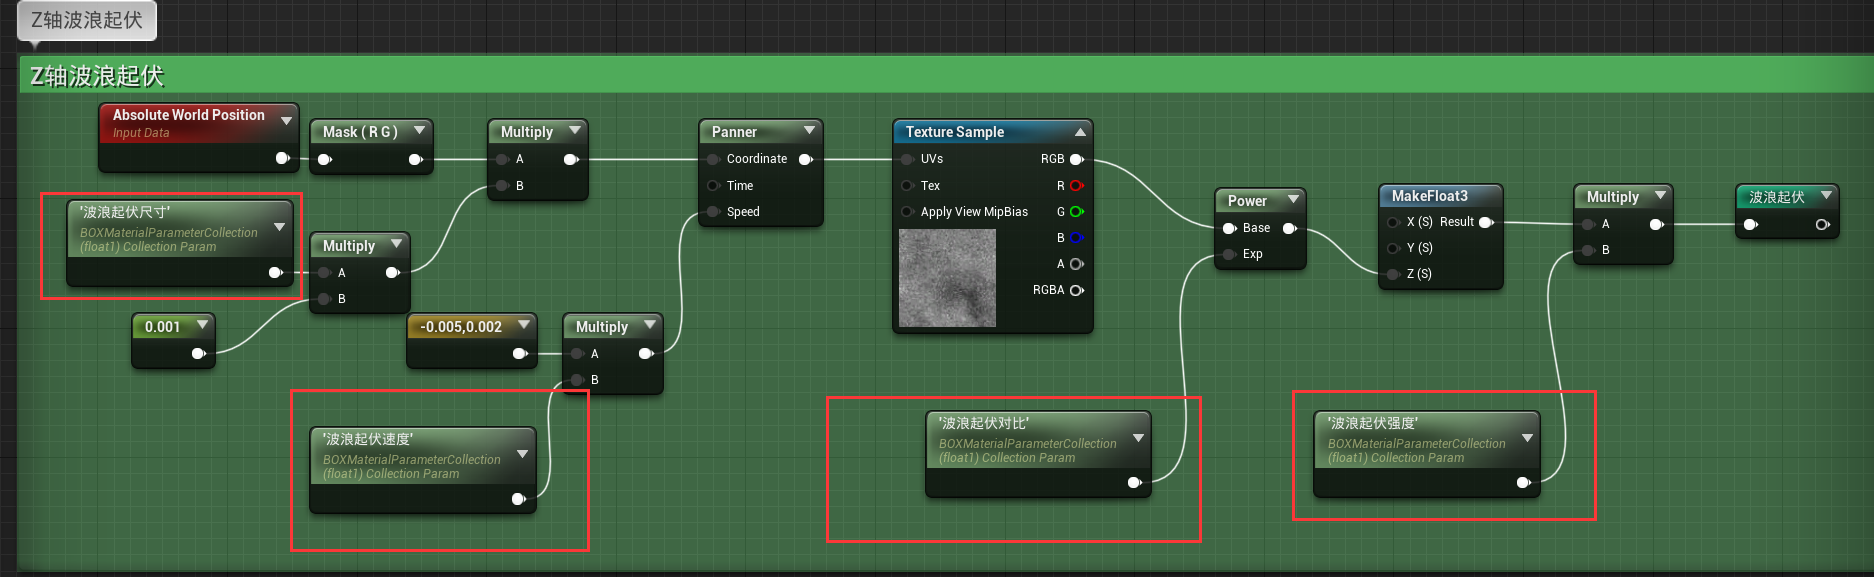 Z轴波浪起伏
Z轴波浪起伏
Absolute World Position
Input Data
Mask ( R G )
Multiply
A
B
Panner
Coordinate
Time
Speed
Texture Sample
UVs
RGB
Tex
R
Apply View MipBias
G
B
A
RGBA
Power
Base
Exp
MakeFloat3
X (S) Result
Y (S)
Z (S)
Multiply
A
B
波浪起伏
'波浪起伏尺寸'
BOXMaterialParameterCollection
(float1) Collection Param
Multiply
A
B
0.001
-0.005,0.002
Multiply
A
B
'波浪起伏速度'
BOXMaterialParameterCollection
(float1) Collection Param
'波浪起伏对比'
BOXMaterialParameterCollection
(float1) Collection Param
'波浪起伏强度'
BOXMaterialParameterCollection
(float1) Collection Param